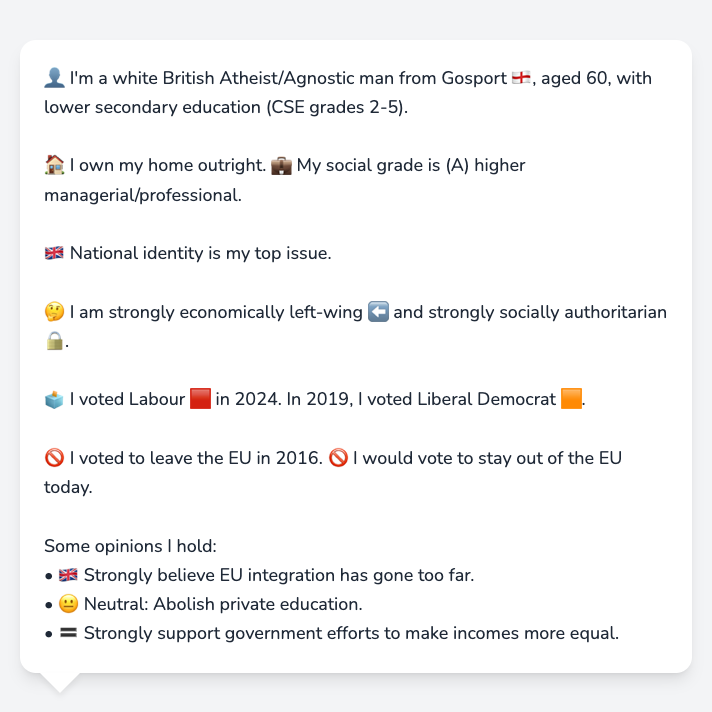 👤 I'm a white British Atheist/Agnostic man from Gosport 🏴󠁧󠁢󠁥󠁮󠁧󠁿, aged 60, with
lower secondary education (CSE grades 2-5).
🏠 I own my home outright. 💼 My social grade is (A) higher
managerial/professional.
🇬🇧 National identity is my top issue.
🤔 I am strongly economically left-wing ⬅️ and strongly socially authoritarian
🔒.
🗳️ I voted Labour 🟥 in 2024. In 2019, I voted Liberal Democrat 🟧.
🚫 I voted to leave the EU in 2016. 🚫 I would vote to stay out of the EU
today.
Some opinions I hold:
• 🇬🇧 Strongly believe EU integration has gone too far.
• 😐 Neutral: Abolish private education.
• 🟰 Strongly support government efforts to make incomes more equal.